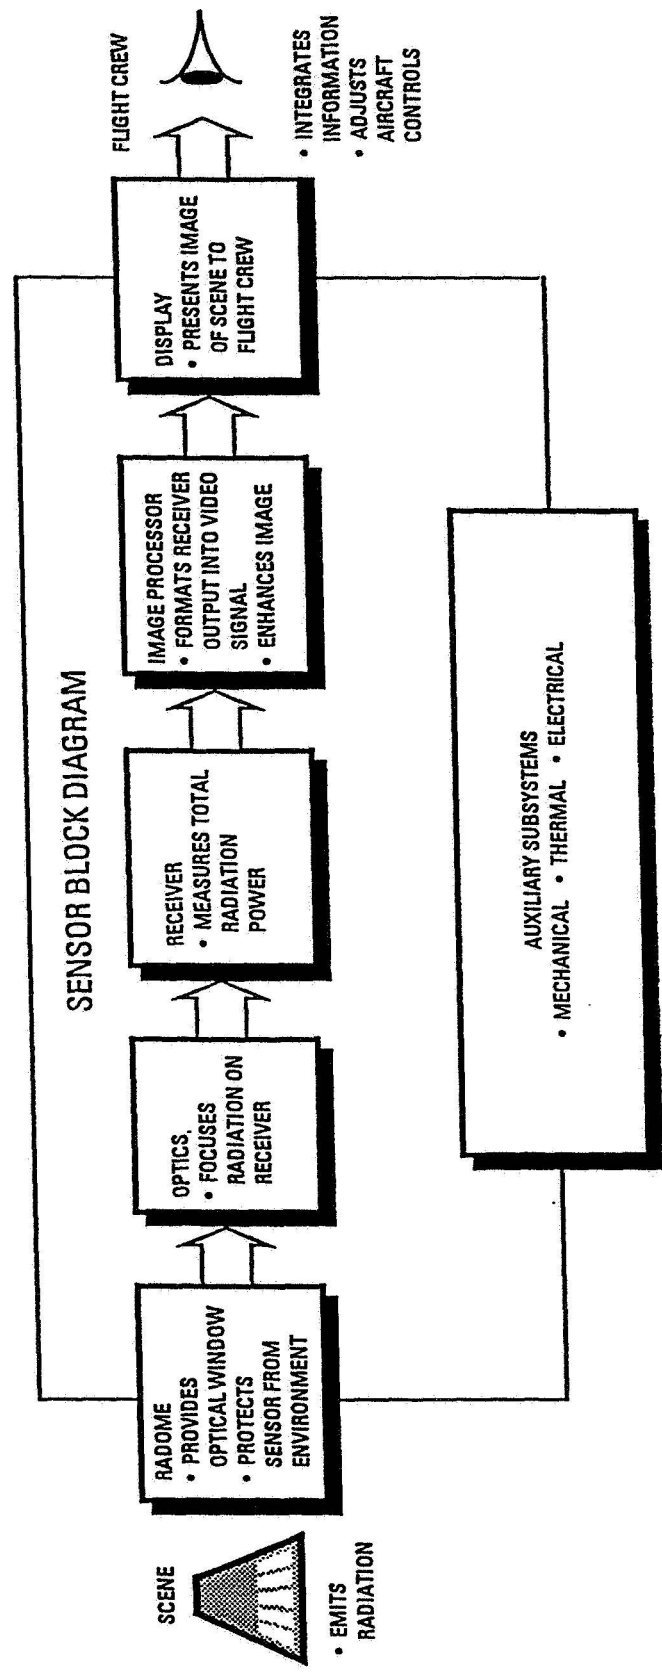 SENSOR BLOCK DIAGRAM
SCENE
• EMITS
RADIATION
RADOME
• PROVIDES
OPTICAL WINDOW
• PROTECTS
SENSOR FROM
ENVIRONMENT
OPTICS,
• FOCUSES
RADIATION ON
RECEIVER
RECEIVER
• MEASURES TOTAL
RADIATION
POWER
IMAGE PROCESSOR
• FORMATS RECEIVER
OUTPUT INTO VIDEO
SIGNAL
• ENHANCES IMAGE
DISPLAY
• PRESENTS IMAGE
OF SCENE TO
FLIGHT CREW
FLIGHT CREW
• INTEGRATES
INFORMATION
• ADJUSTS
AIRCRAFT
CONTROLS
AUXILIARY SUBSYSTEMS
• MECHANICAL • THERMAL • ELECTRICAL